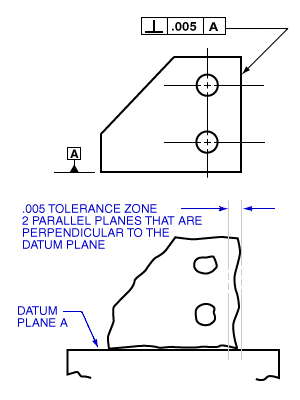 ⊥ .005 A
A
.005 TOLERANCE ZONE
2 PARALLEL PLANES THAT ARE
PERPENDICULAR TO THE
DATUM PLANE
DATUM
PLANE A